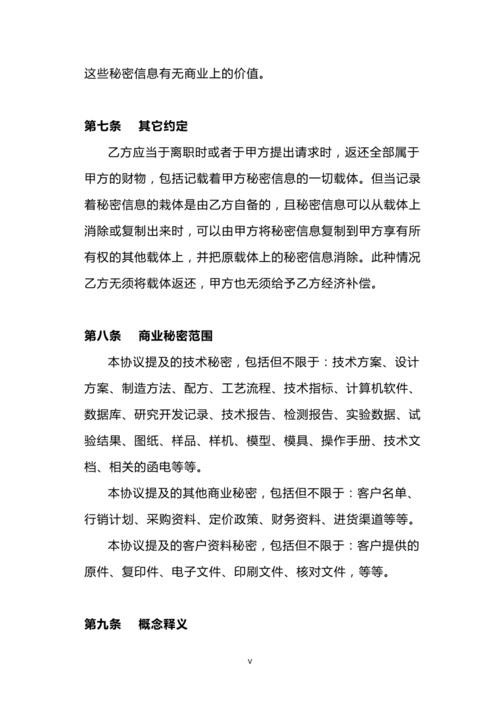 这些秘密信息有无商业上的价值。
第七条　其它约定
乙方应当于离职时或者于甲方提出请求时，返还全部属于
甲方的财物，包括记载着甲方秘密信息的一切载体。但当记录
着秘密信息的栽体是由乙方自备的，且秘密信息可以从载体上
消除或复制出来时，可以由甲方将秘密信息复制到甲方享有所
有权的其他载体上，并把原载体上的秘密信息消除。此种情况
乙方无须将载体返还，甲方也无须给予乙方经济补偿。
第八条　商业秘密范围
本协议提及的技术秘密，包括但不限于：技术方案、设计
方案、制造方法、配方、工艺流程、技术指标、计算机软件、
数据库、研究开发记录、技术报告、检测报告、实验数据、试
验结果、图纸、样品、样机、模型、模具、操作手册、技术文
档、相关的函电等等。
本协议提及的其他商业秘密，包括但不限于：客户名单、
行销计划、采购资料、定价政策、财务资料、进货渠道等等。
本协议提及的客户资料秘密，包括但不限于：客户提供的
原件、复印件、电子文件、印刷文件、核对文件，等等。
第九条　概念释义
v